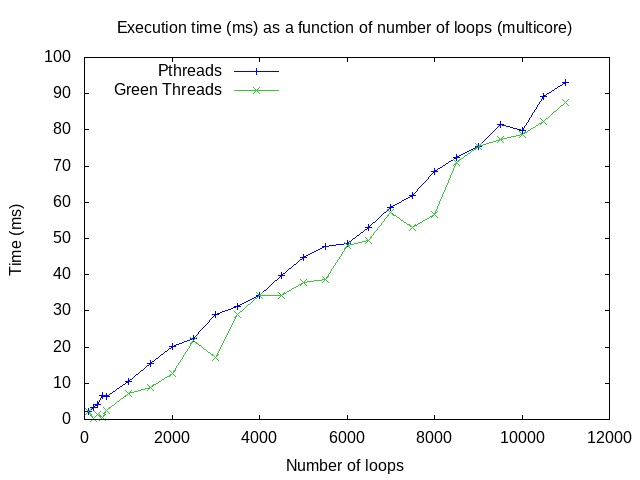 Execution time (ms) as a function of number of loops (multicore)
100
90
80
70
60
50
40
30
20
10
0
Pthreads
Green Threads
Time (ms)
0 2000 4000 6000 8000 10000 12000
Number of loops